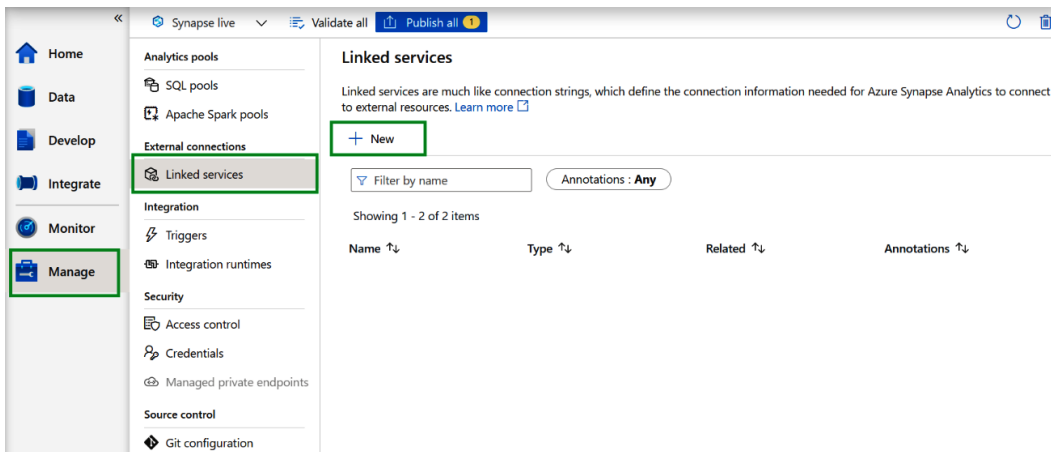 «
Synapse live
Validate all
Publish all 1
Home
Data
Develop
Integrate
Monitor
Manage
Analytics pools
SQL pools
Apache Spark pools
External connections
Linked services
Integration
Triggers
Integration runtimes
Security
Access control
Credentials
Managed private endpoints
Source control
Git configuration
Linked services
Linked services are much like connection strings, which define the connection information needed for Azure Synapse Analytics to connect
to external resources. Learn more
+ New
Filter by name
Annotations : Any
Showing 1 - 2 of 2 items
Name ↑↓ Type ↑↓ Related ↑↓ Annotations ↑↓